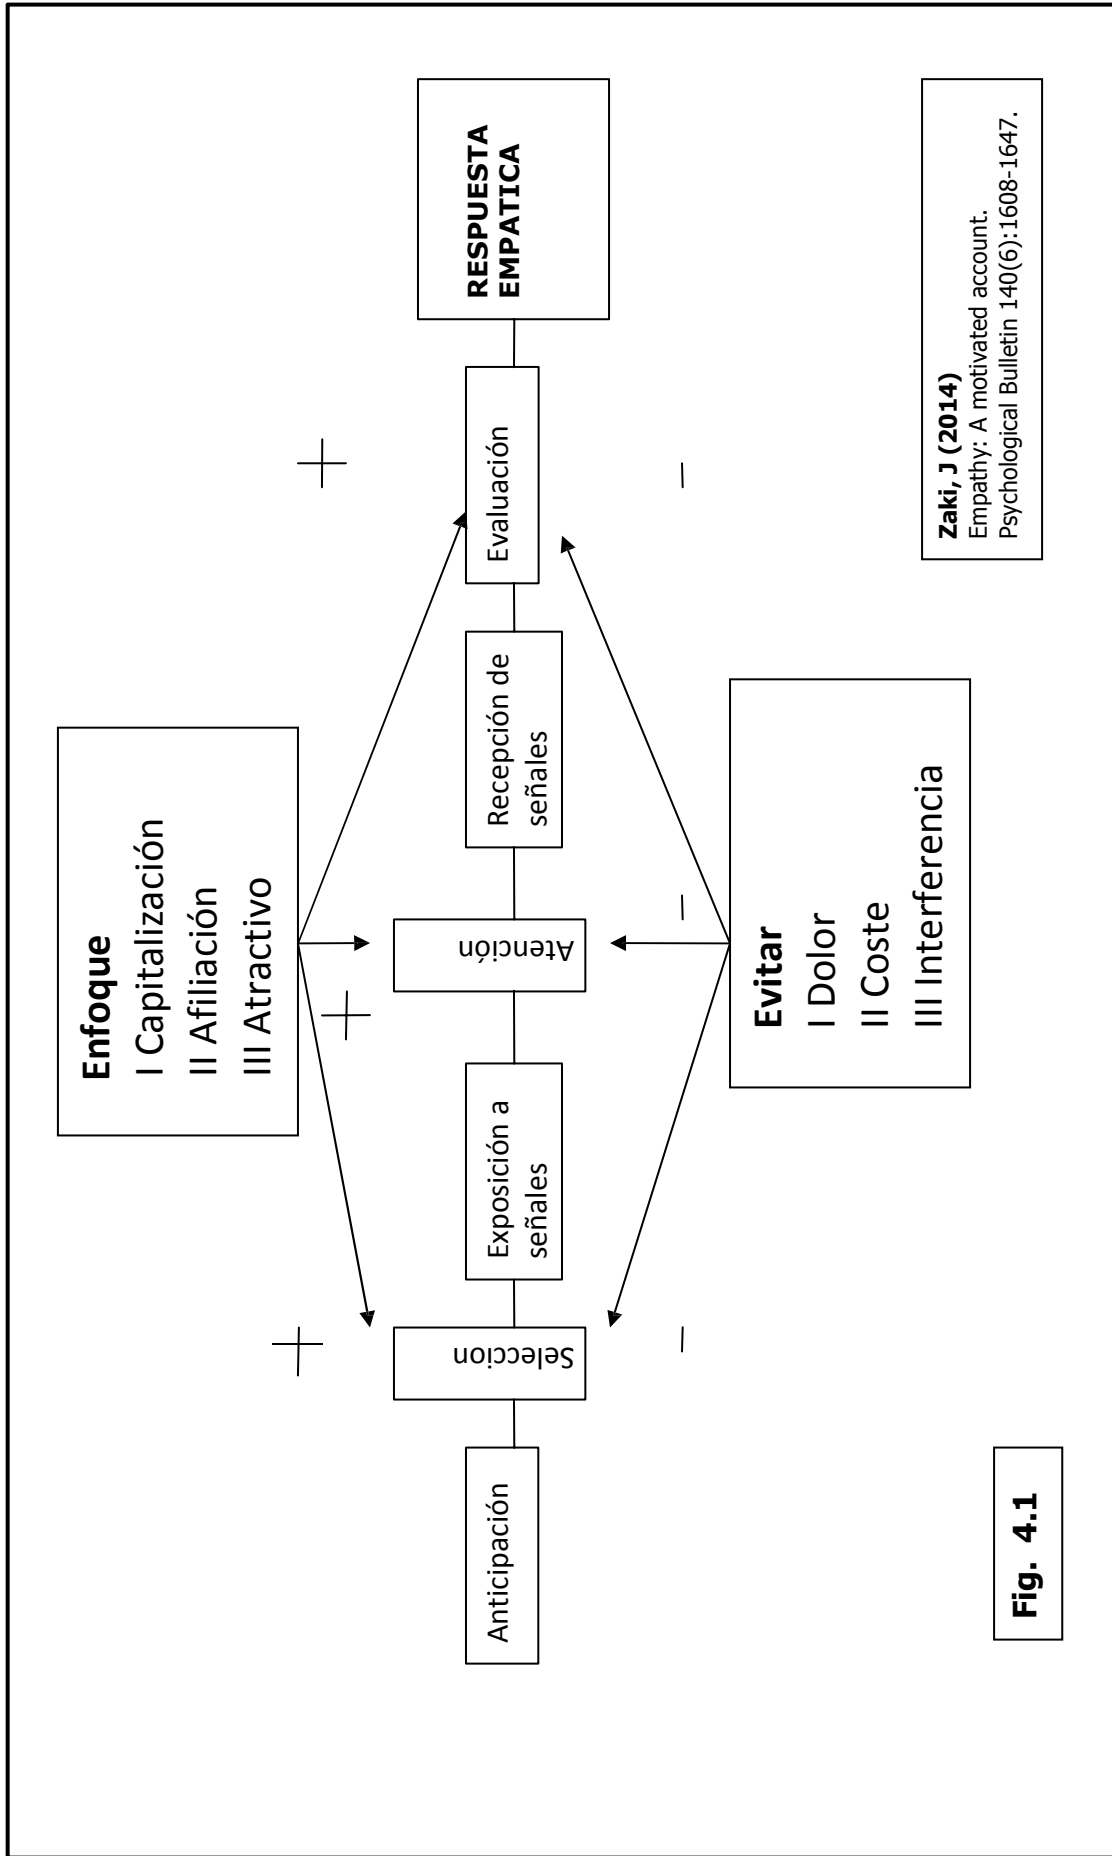 Enfoque
I Capitalización
II Afiliación
III Atractivo
Anticipación
Seleccion
Exposición a
señales
Atención
Recepción de
señales
Evaluación
RESPUESTA
EMPATICA
+
+
+
–
–
–
Evitar
I Dolor
II Coste
III Interferencia
Fig. 4.1
Zaki, J (2014)
Empathy: A motivated account.
Psychological Bulletin 140(6):1608-1647.